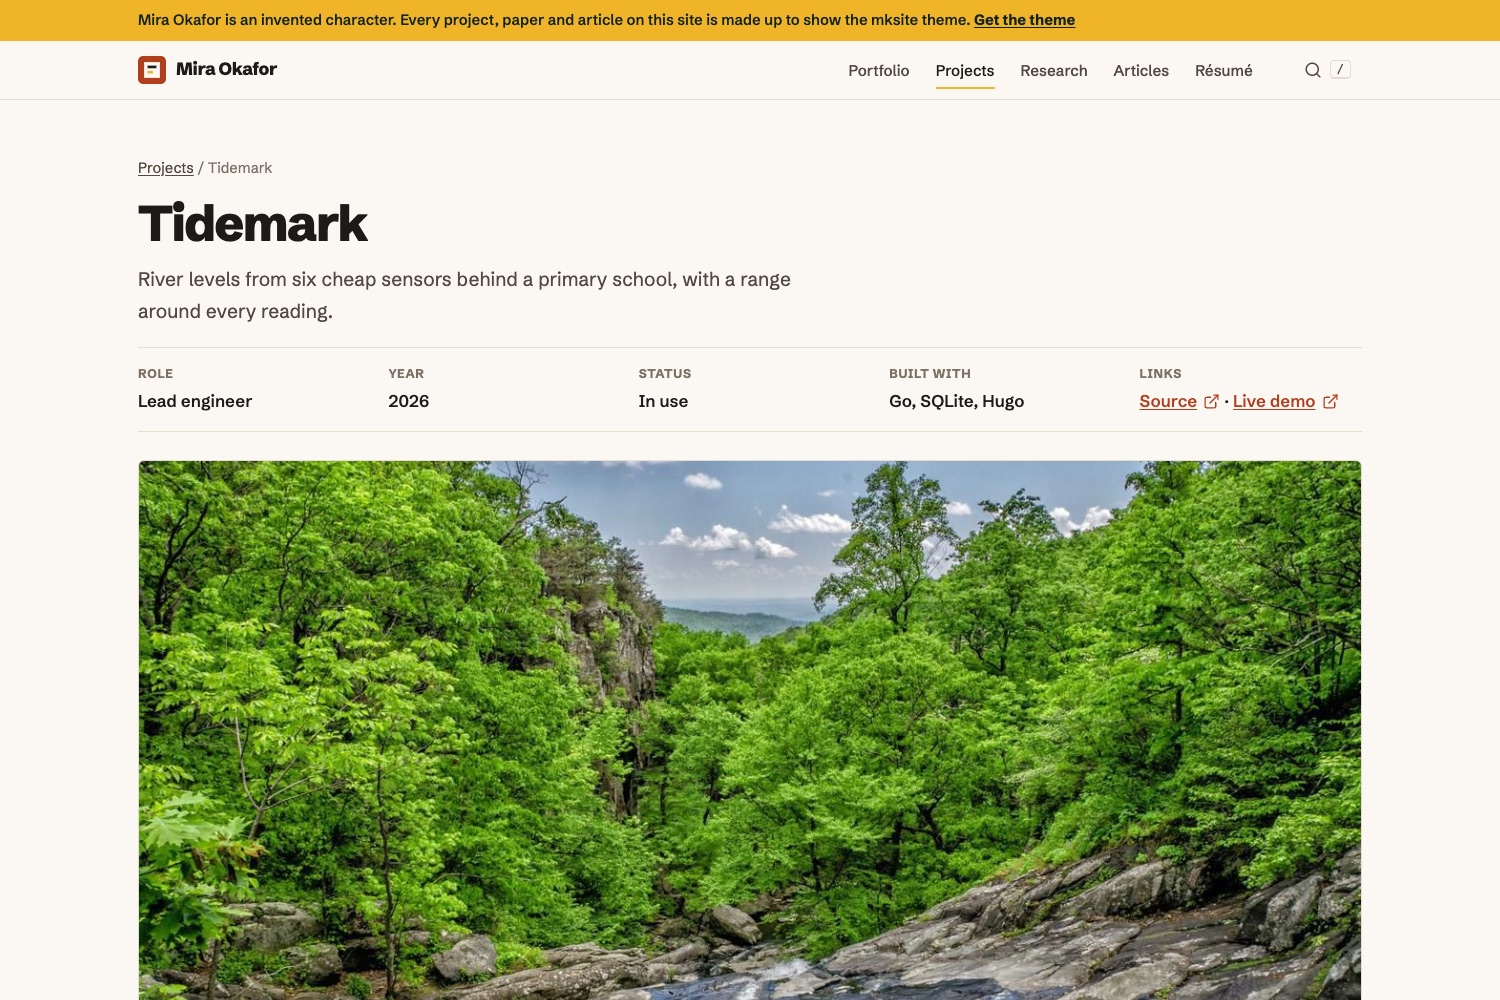 Mira Okafor is an invented character. Every project, paper and article on this site is made up to show the mksite theme. Get the theme
Mira Okafor
Portfolio Projects Research Articles Résumé /
Projects / Tidemark
Tidemark
River levels from six cheap sensors behind a primary school, with a range
around every reading.
ROLE YEAR STATUS BUILT WITH LINKS
Lead engineer 2026 In use Go, SQLite, Hugo Source · Live demo